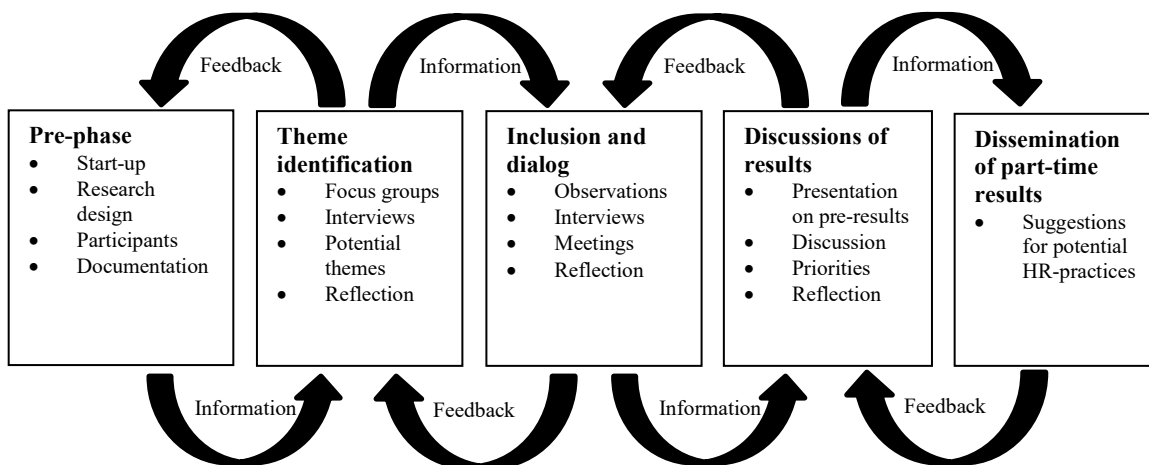 Feedback
Information
Feedback
Information
Pre-phase
• Start-up
• Research
design
• Participants
• Documentation
Theme
identification
• Focus groups
• Interviews
• Potential
themes
• Reflection
Inclusion and
dialog
• Observations
• Interviews
• Meetings
• Reflection
Discussions of
results
• Presentation
on pre-results
• Discussion
• Priorities
• Reflection
Dissemination
of part-time
results
• Suggestions
for potential
HR-practices
Information
Feedback
Information
Feedback